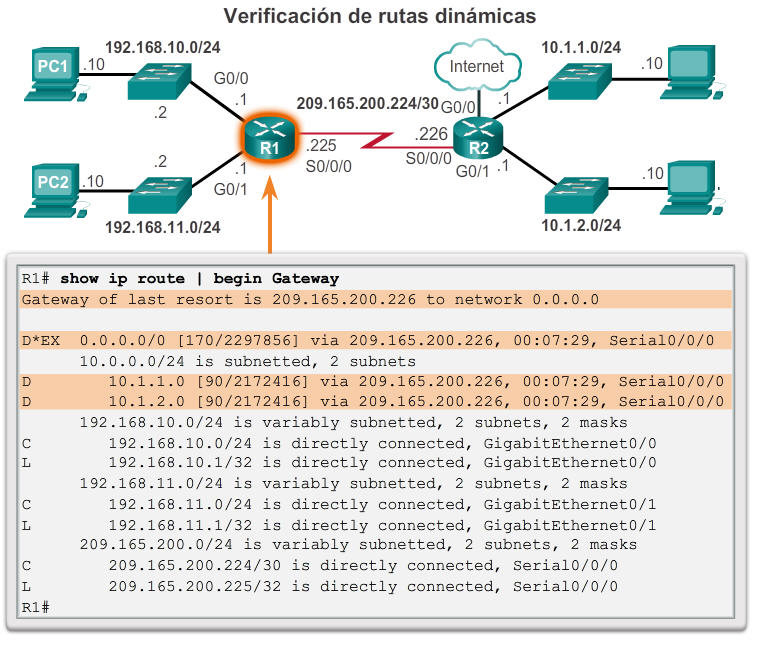 Verificación de rutas dinámicas
192.168.10.0/24
10.1.1.0/24
PC1
.10
G0/0
.1
.2
209.165.200.224/30
Internet
G0/0
.1
.10
R1
.225
S0/0/0
.226
S0/0/0
R2
G0/1
.1
PC2
.10
.2
.1
G0/1
192.168.11.0/24
.10
10.1.2.0/24
R1# show ip route | begin Gateway
Gateway of last resort is 209.165.200.226 to network 0.0.0.0
D*EX  0.0.0.0/0 [170/2297856] via 209.165.200.226, 00:07:29, Serial0/0/0
      10.0.0.0/24 is subnetted, 2 subnets
D        10.1.1.0 [90/2172416] via 209.165.200.226, 00:07:29, Serial0/0/0
D        10.1.2.0 [90/2172416] via 209.165.200.226, 00:07:29, Serial0/0/0
      192.168.10.0/24 is variably subnetted, 2 subnets, 2 masks
C        192.168.10.0/24 is directly connected, GigabitEthernet0/0
L        192.168.10.1/32 is directly connected, GigabitEthernet0/0
      192.168.11.0/24 is variably subnetted, 2 subnets, 2 masks
C        192.168.11.0/24 is directly connected, GigabitEthernet0/1
L        192.168.11.1/32 is directly connected, GigabitEthernet0/1
      209.165.200.0/24 is variably subnetted, 2 subnets, 2 masks
C        209.165.200.224/30 is directly connected, Serial0/0/0
L        209.165.200.225/32 is directly connected, Serial0/0/0
R1#